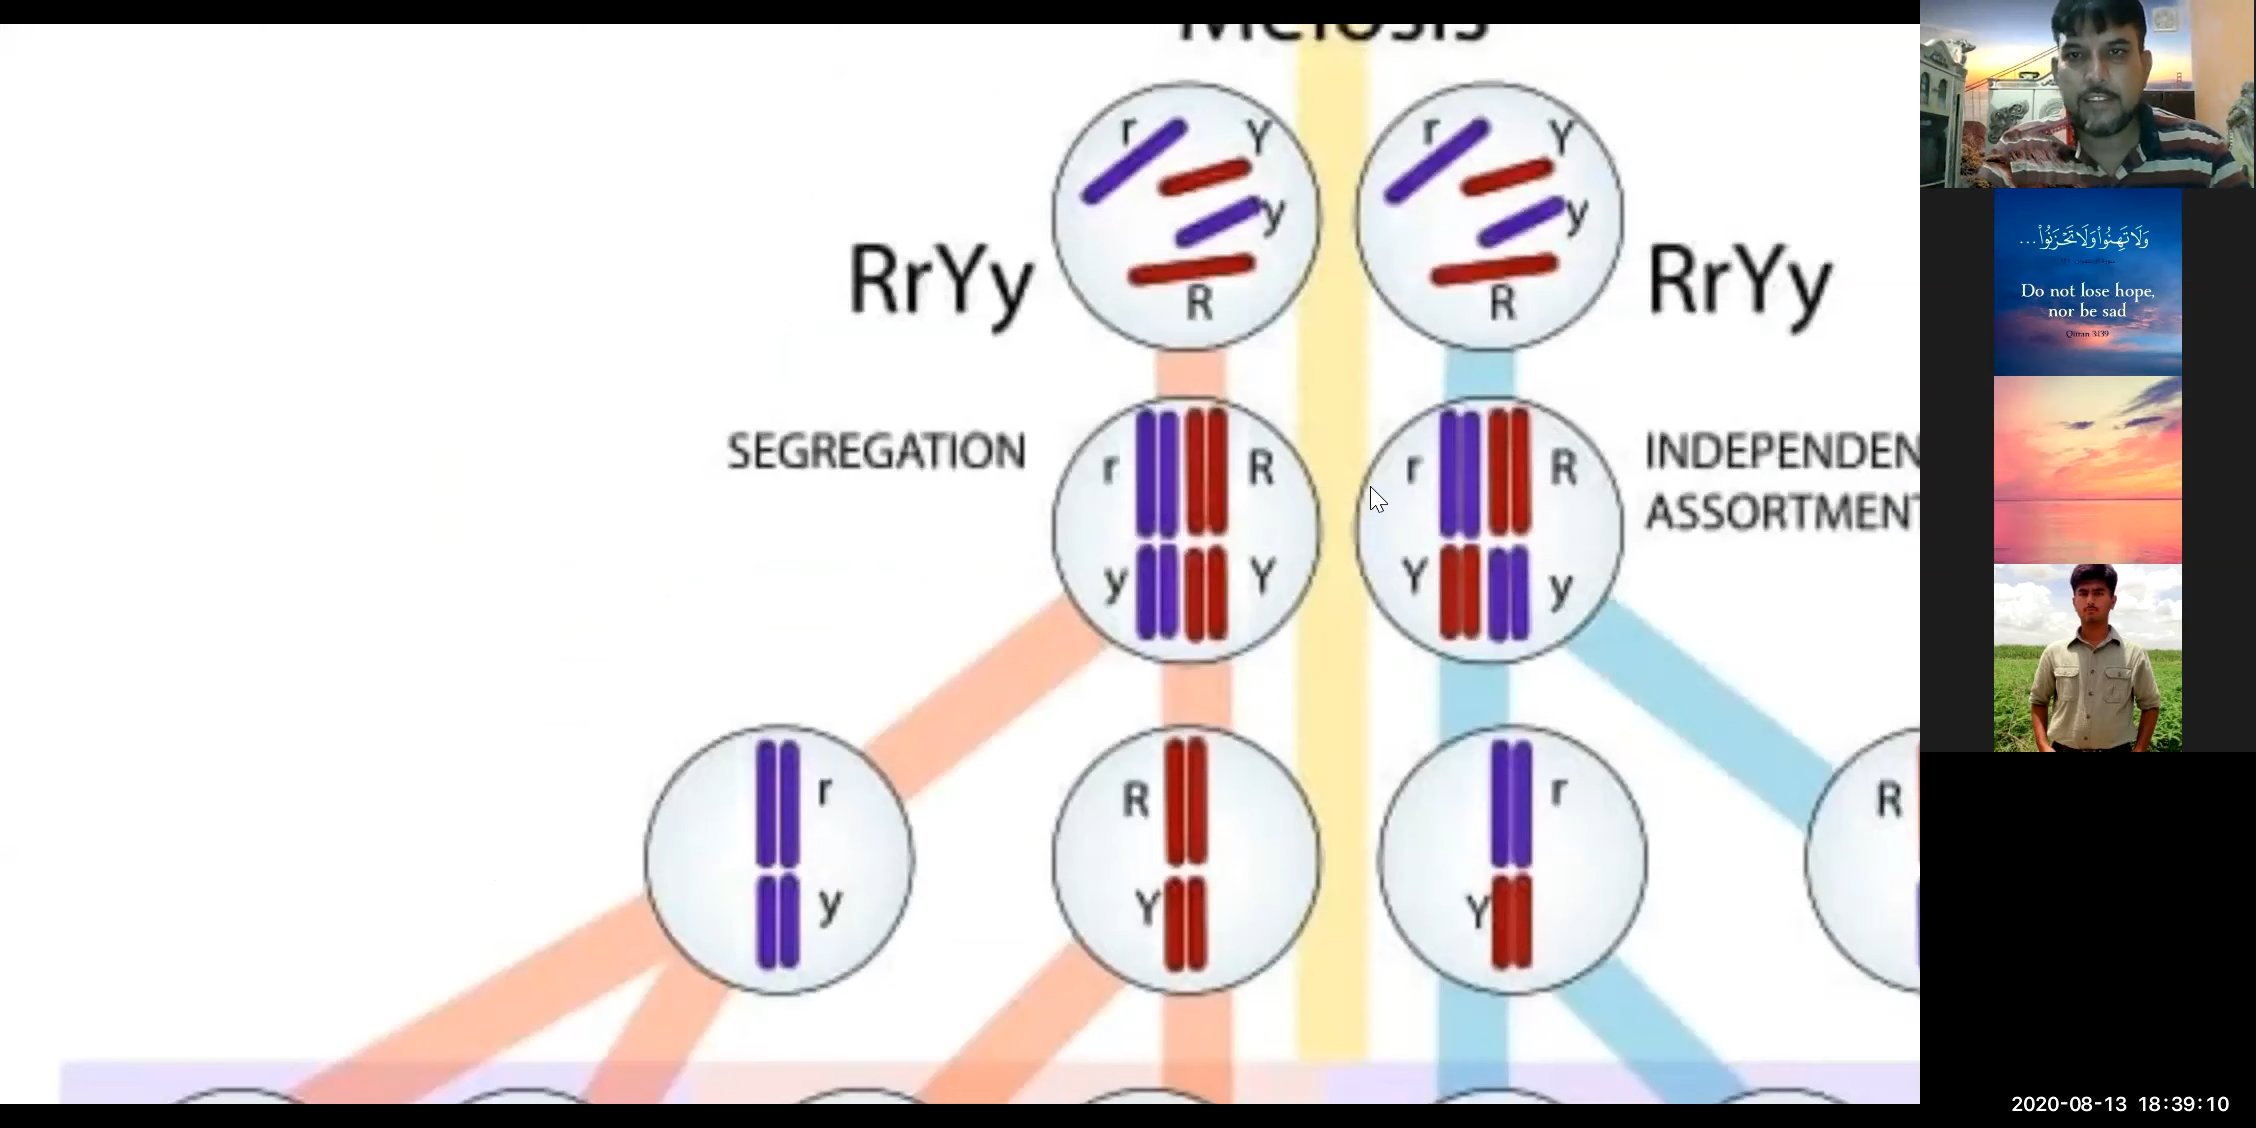 MEIOSIS
r
Y
y
R
RrYy
r
Y
y
R
RrYy
SEGREGATION
r
R
y
Y
r
R
Y
y
INDEPENDEN
ASSORTMENT
r
y
R
Y
r
Y
R
وَلَا تَهِنُوا۟ وَلَا تَحْزَنُوا۟...
Do not lose hope,
nor be sad
Quran 3:139
2020-08-13 18:39:10